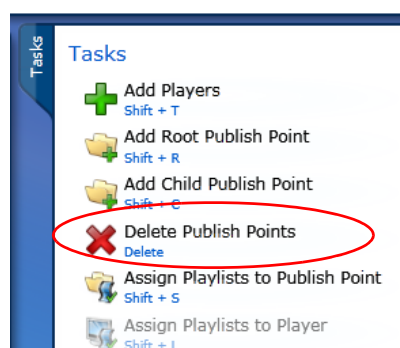 Tasks
Tasks
Add Players
Shift + T
Add Root Publish Point
Shift + R
Add Child Publish Point
Shift + C
Delete Publish Points
Delete
Assign Playlists to Publish Point
Shift + S
Assign Playlists to Player
Shift + L